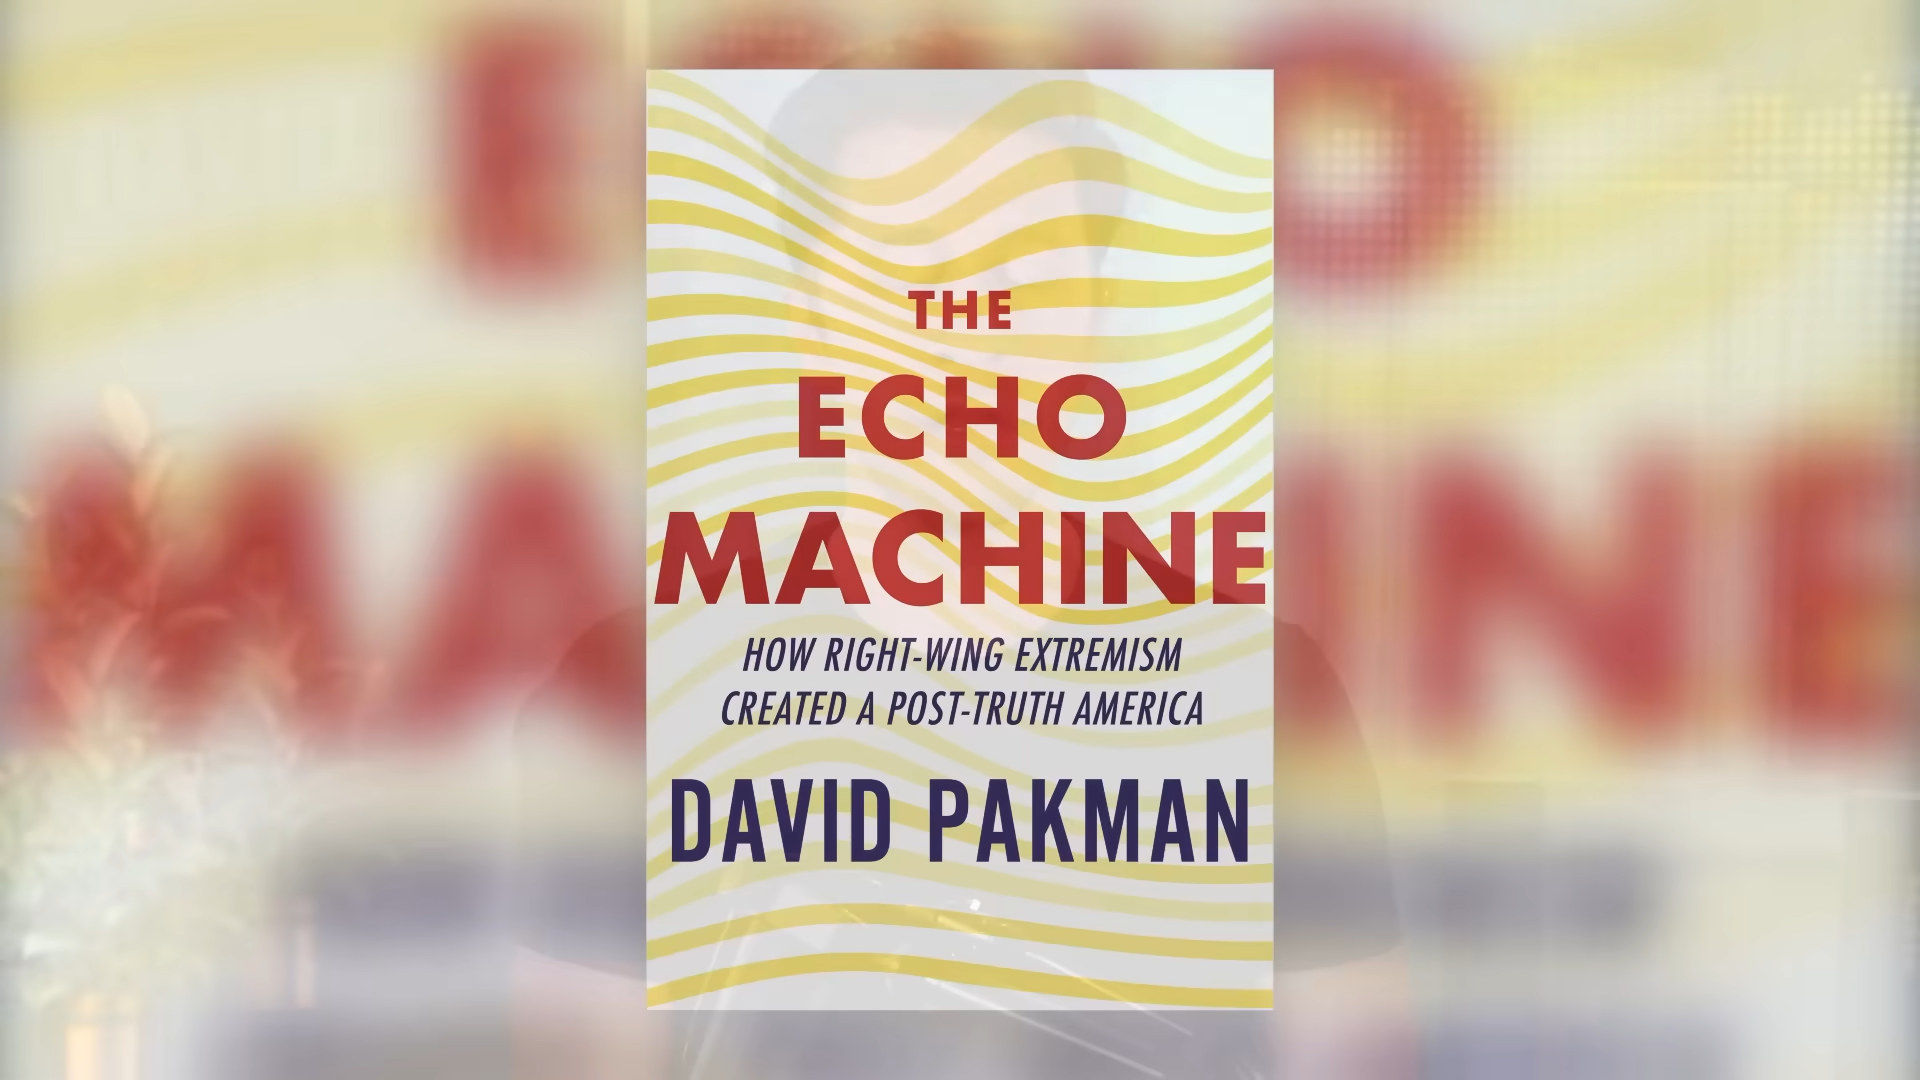 THE
ECHO
MACHINE
HOW RIGHT-WING EXTREMISM
CREATED A POST-TRUTH AMERICA
DAVID PAKMAN